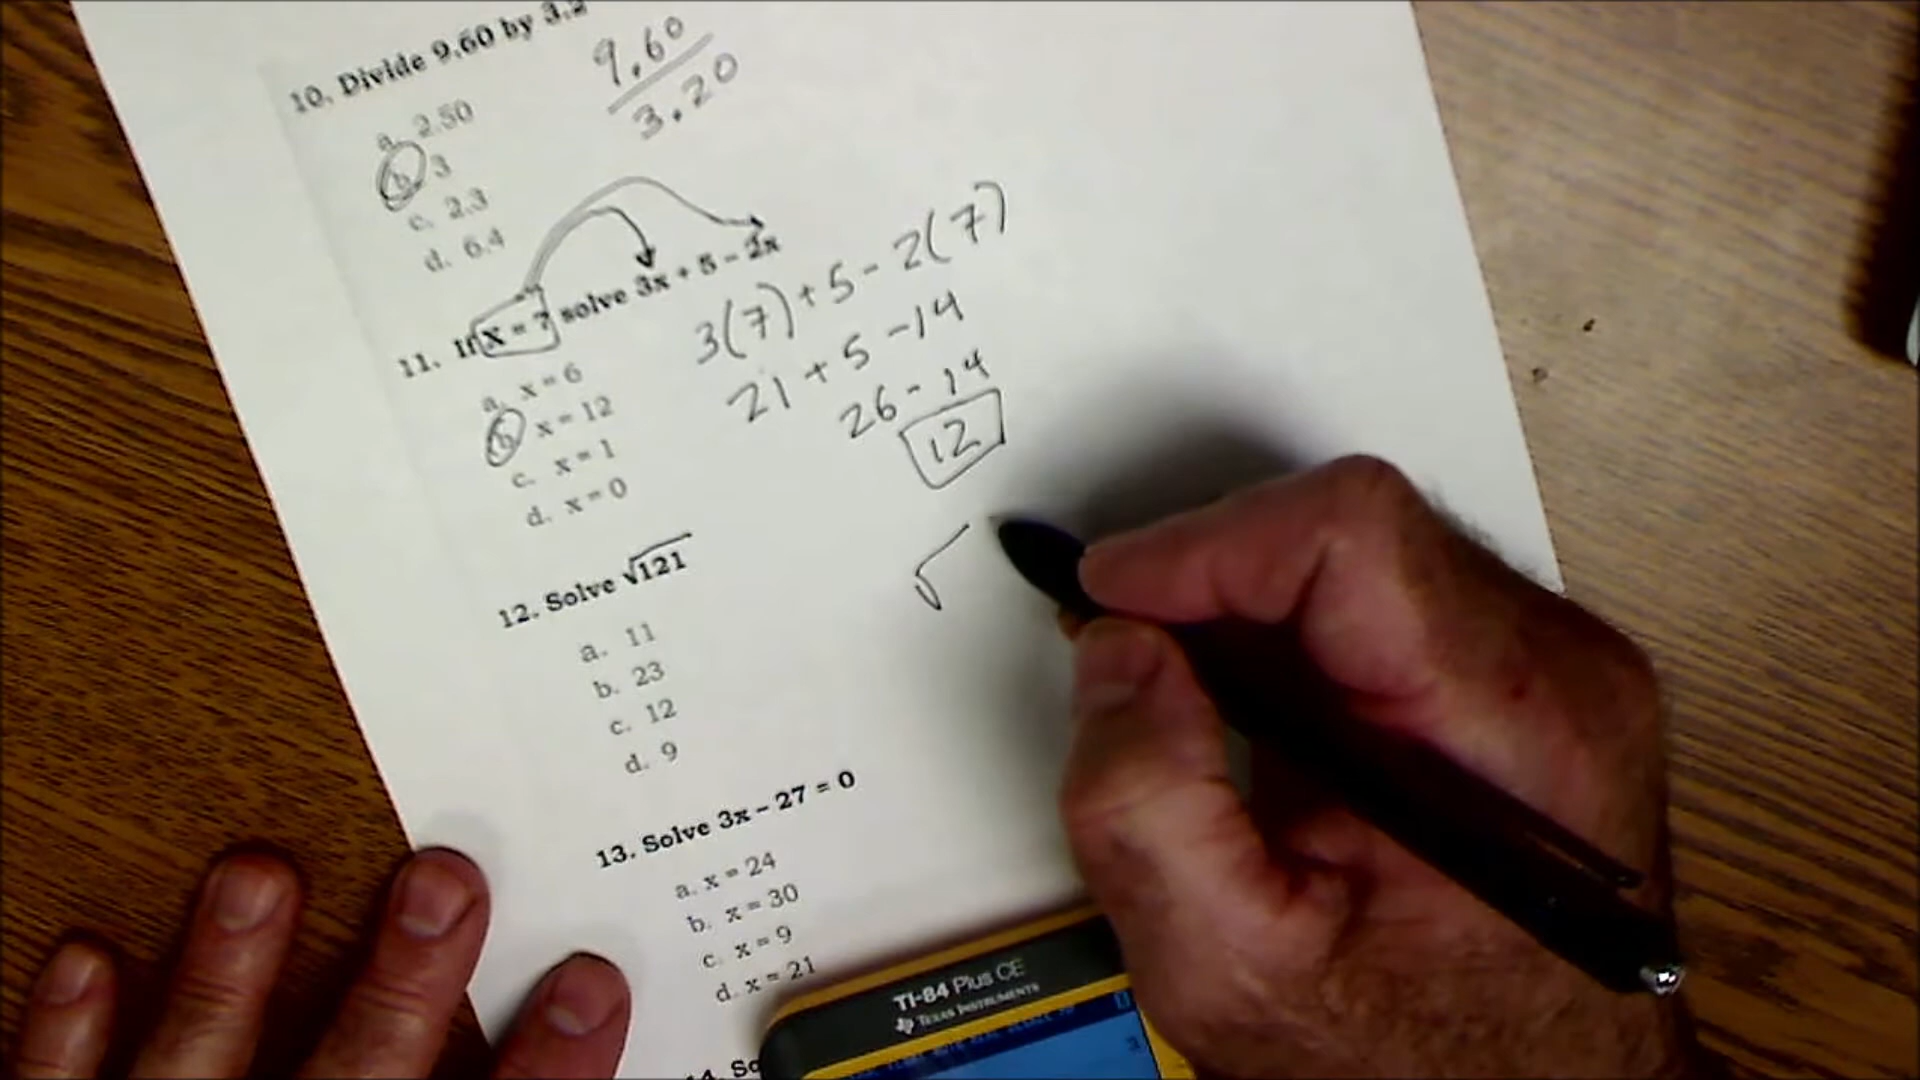 10. Divide 9.60 by 3.2
9.60
3.20
a. 2.50
b. 3
c. 2.3
d. 6.4
11. If x = 7 solve 3x + 5 - 2x
3(7) + 5 - 2(7)
21 + 5 - 14
26 - 14
12
a. x = 6
b. x = 12
c. x = 1
d. x = 0
12. Solve √121
√
a. 11
b. 23
c. 12
d. 9
13. Solve 3x – 27 = 0
a. x = 24
b. x = 30
c. x = 9
d. x = 21
TI-84 Plus CE
TEXAS INSTRUMENTS